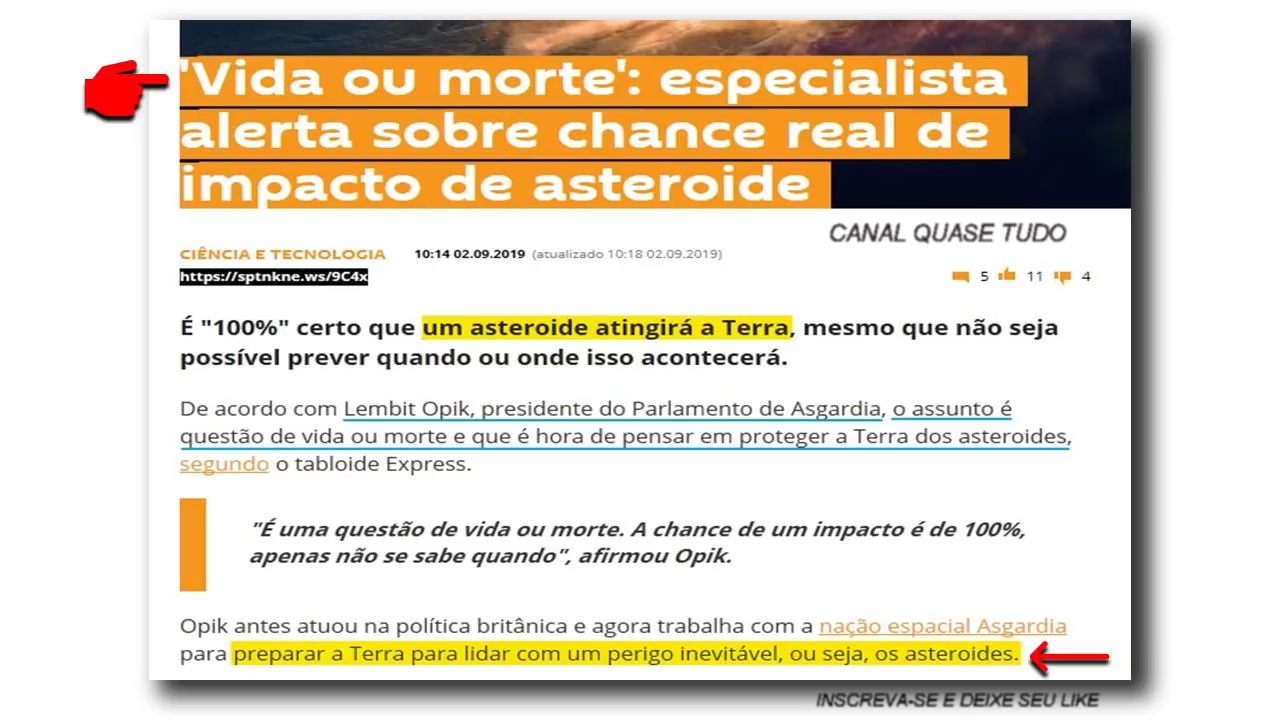 'Vida ou morte': especialista
alerta sobre chance real de
impacto de asteroide
CANAL QUASE TUDO
CIÊNCIA E TECNOLOGIA 10:14 02.09.2019 (atualizado 10:18 02.09.2019)
https://sptnkne.ws/9C4x
5 11 4
É "100%" certo que um asteroide atingirá a Terra, mesmo que não seja
possível prever quando ou onde isso acontecerá.
De acordo com Lembit Opik, presidente do Parlamento de Asgardia, o assunto é
questão de vida ou morte e que é hora de pensar em proteger a Terra dos asteroides,
segundo o tabloide Express.
"É uma questão de vida ou morte. A chance de um impacto é de 100%,
apenas não se sabe quando", afirmou Opik.
Opik antes atuou na política britânica e agora trabalha com a nação espacial Asgardia
para preparar a Terra para lidar com um perigo inevitável, ou seja, os asteroides.
INSCREVA-SE E DEIXE SEU LIKE